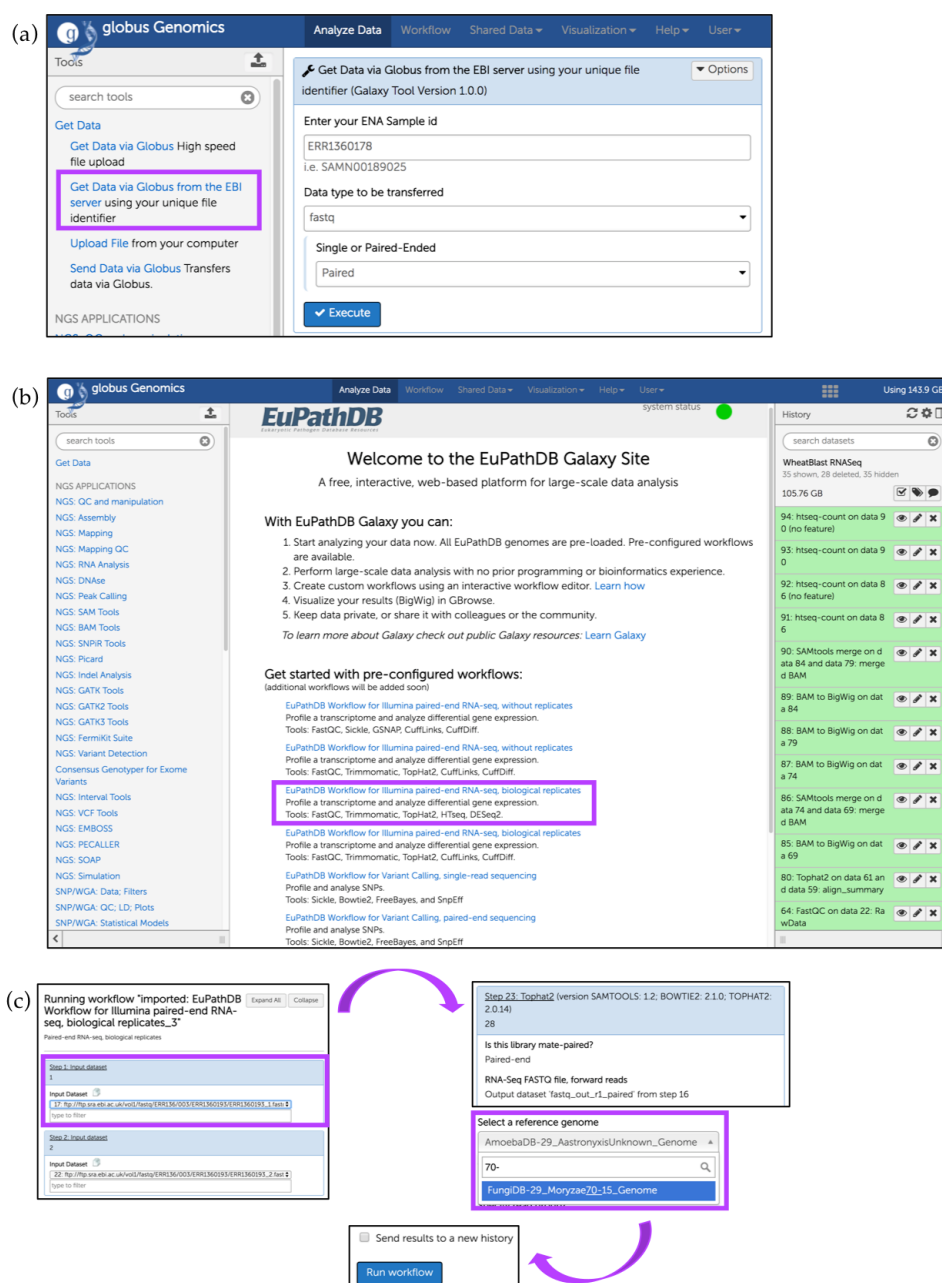 (a)
globus Genomics
Analyze Data Workflow Shared Data Visualization Help User
Tools
search tools
Get Data
Get Data via Globus High speed
file upload
Get Data via Globus from the EBI
server using your unique file
identifier
Upload File from your computer
Send Data via Globus Transfers
data via Globus.
NGS APPLICATIONS
Get Data via Globus from the EBI server using your unique file
identifier (Galaxy Tool Version 1.0.0)
Options
Enter your ENA Sample id
ERR1360178
i.e. SAMN00189025
Data type to be transferred
fastq
Single or Paired-Ended
Paired
Execute
(b)
globus Genomics
Analyze Data Workflow Shared Data Visualization Help User
Using 143.9 GB
Tools
search tools
Get Data
NGS APPLICATIONS
NGS: QC and manipulation
NGS: Assembly
NGS: Mapping
NGS: Mapping QC
NGS: RNA Analysis
NGS: DNAse
NGS: Peak Calling
NGS: SAM Tools
NGS: BAM Tools
NGS: SNPiR Tools
NGS: Picard
NGS: Indel Analysis
NGS: GATK Tools
NGS: GATK2 Tools
NGS: GATK3 Tools
NGS: FermiKit Suite
NGS: Variant Detection
Consensus Genotyper for Exome
Variants
NGS: Interval Tools
NGS: VCF Tools
NGS: EMBOSS
NGS: PECALLER
NGS: SOAP
NGS: Simulation
SNP/WGA: Data; Filters
SNP/WGA: QC; LD; Plots
SNP/WGA: Statistical Models
EuPathDB
Eukaryotic Pathogen Database Resources
system status
Welcome to the EuPathDB Galaxy Site
A free, interactive, web-based platform for large-scale data analysis
With EuPathDB Galaxy you can:
1. Start analyzing your data now. All EuPathDB genomes are pre-loaded. Pre-configured workflows
are available.
2. Perform large-scale data analysis with no prior programming or bioinformatics experience.
3. Create custom workflows using an interactive workflow editor. Learn how
4. Visualize your results (BigWig) in GBrowse.
5. Keep data private, or share it with colleagues or the community.
To learn more about Galaxy check out public Galaxy resources: Learn Galaxy
Get started with pre-configured workflows:
(additional workflows will be added soon)
EuPathDB Workflow for Illumina paired-end RNA-seq, without replicates
Profile a transcriptome and analyze differential gene expression.
Tools: FastQC, Sickle, GSNAP, CuffLinks, CuffDiff.
EuPathDB Workflow for Illumina paired-end RNA-seq, without replicates
Profile a transcriptome and analyze differential gene expression.
Tools: FastQC, Trimmomatic, TopHat2, CuffLinks, CuffDiff.
EuPathDB Workflow for Illumina paired-end RNA-seq, biological replicates
Profile a transcriptome and analyze differential gene expression.
Tools: FastQC, Trimmomatic, TopHat2, HTseq, DESeq2.
EuPathDB Workflow for Illumina paired-end RNA-seq, biological replicates
Profile a transcriptome and analyze differential gene expression.
Tools: FastQC, Trimmomatic, TopHat2, CuffLinks, CuffDiff.
EuPathDB Workflow for Variant Calling, single-read sequencing
Profile and analyse SNPs.
Tools: Sickle, Bowtie2, FreeBayes, and SnpEff
EuPathDB Workflow for Variant Calling, paired-end sequencing
Profile and analyse SNPs.
Tools: Sickle, Bowtie2, FreeBayes, and SnpEff
History
search datasets
WheatBlast RNASeq
35 shown, 28 deleted, 35 hidden
105.76 GB
94: htseq-count on data 9
0 (no feature)
93: htseq-count on data 9
0
92: htseq-count on data 8
6 (no feature)
91: htseq-count on data 8
6
90: SAMtools merge on d
ata 84 and data 79: merge
d BAM
89: BAM to BigWig on dat
a 84
88: BAM to BigWig on dat
a 79
87: BAM to BigWig on dat
a 74
86: SAMtools merge on d
ata 74 and data 69: merge
d BAM
85: BAM to BigWig on dat
a 69
80: Tophat2 on data 61 an
d data 59: align_summary
64: FastQC on data 22: Ra
wData
(c)
Running workflow "imported: EuPathDB
Workflow for Illumina paired-end RNA-
seq, biological replicates_3"
Expand All Collapse
Paired-end RNA-seq, biological replicates
Step 1: Input dataset
1
Input Dataset
17: ftp://ftp.sra.ebi.ac.uk/vol1/fastq/ERR136/003/ERR1360193/ERR1360193_1.fast
type to filter
Step 2: Input dataset
2
Input Dataset
22: ftp://ftp.sra.ebi.ac.uk/vol1/fastq/ERR136/003/ERR1360193/ERR1360193_2.fast
type to filter
Step 23: Tophat2 (version SAMTOOLS: 1.2; BOWTIE2: 2.1.0; TOPHAT2:
2.0.14)
28
Is this library mate-paired?
Paired-end
RNA-Seq FASTQ file, forward reads
Output dataset 'fastq_out_r1_paired' from step 16
Select a reference genome
AmoebaDB-29_AastronyxisUnknown_Genome
70-
FungiDB-29_Moryzae70-15_Genome
Send results to a new history
Run workflow